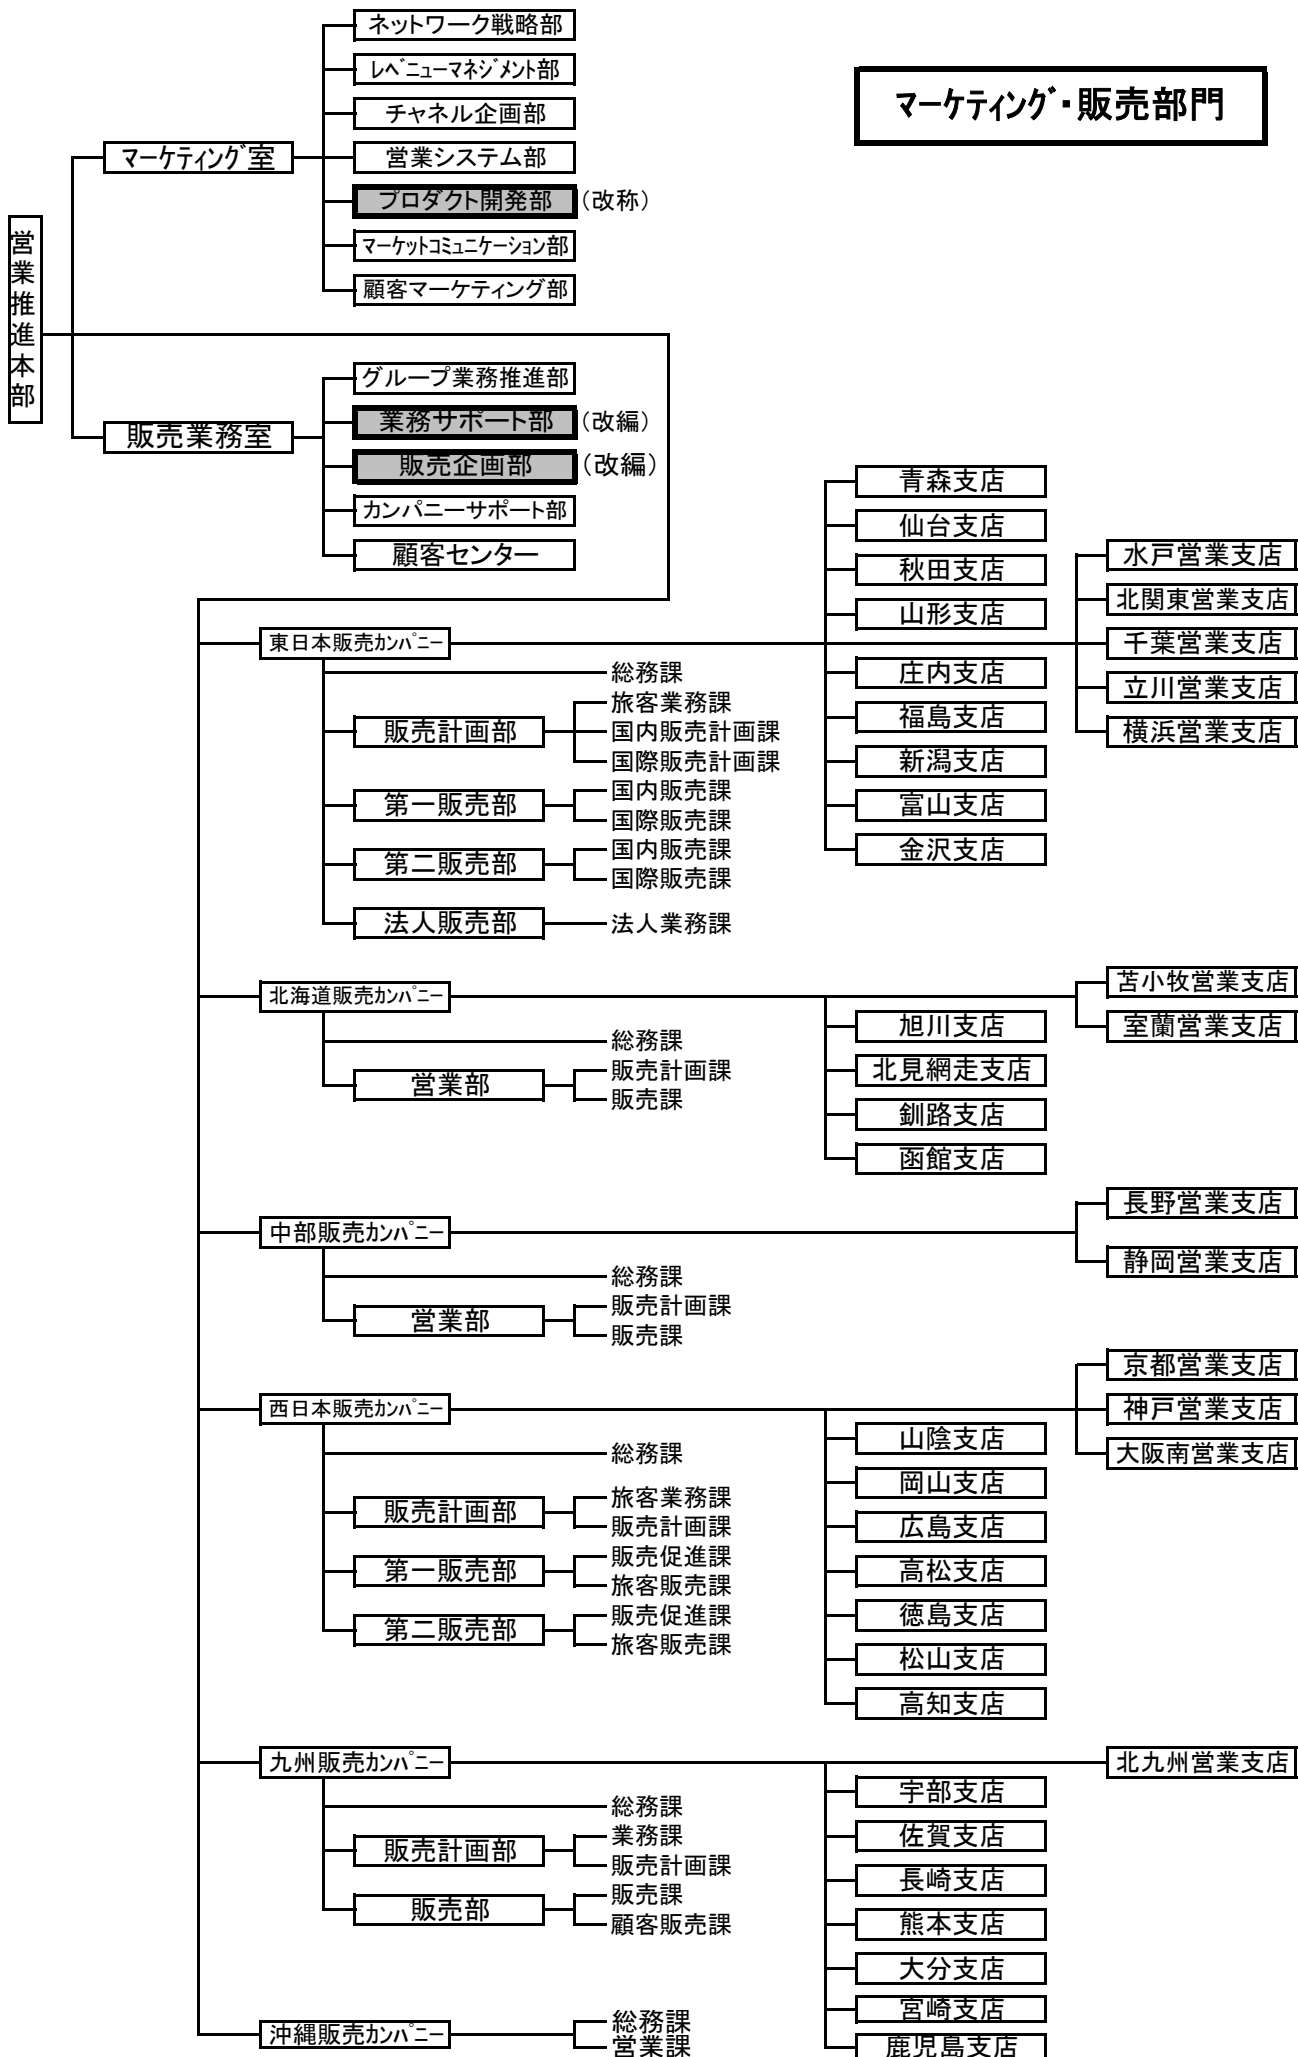 マーケティング・販売部門
営業推進本部
マーケティング室
ネットワーク戦略部
レベニューマネジメント部
チャネル企画部
営業システム部
プロダクト開発部 (改称)
マーケットコミュニケーション部
顧客マーケティング部
販売業務室
グループ業務推進部
業務サポート部 (改編)
販売企画部 (改編)
カンパニーサポート部
顧客センター
東日本販売カンパニー
総務課
販売計画部
旅客業務課
国内販売計画課
国際販売計画課
第一販売部
国内販売課
国際販売課
第二販売部
国内販売課
国際販売課
法人販売部
法人業務課
青森支店
仙台支店
秋田支店
山形支店
庄内支店
福島支店
新潟支店
富山支店
金沢支店
水戸営業支店
北関東営業支店
千葉営業支店
立川営業支店
横浜営業支店
北海道販売カンパニー
総務課
営業部
販売計画課
販売課
旭川支店
北見網走支店
釧路支店
函館支店
苫小牧営業支店
室蘭営業支店
中部販売カンパニー
総務課
営業部
販売計画課
販売課
長野営業支店
静岡営業支店
西日本販売カンパニー
総務課
販売計画部
旅客業務課
販売計画課
第一販売部
販売促進課
旅客販売課
第二販売部
販売促進課
旅客販売課
山陰支店
岡山支店
広島支店
高松支店
徳島支店
松山支店
高知支店
京都営業支店
神戸営業支店
大阪南営業支店
九州販売カンパニー
総務課
販売計画部
業務課
販売計画課
販売部
販売課
顧客販売課
宇部支店
佐賀支店
長崎支店
熊本支店
大分支店
宮崎支店
鹿児島支店
北九州営業支店
沖縄販売カンパニー
総務課
営業課